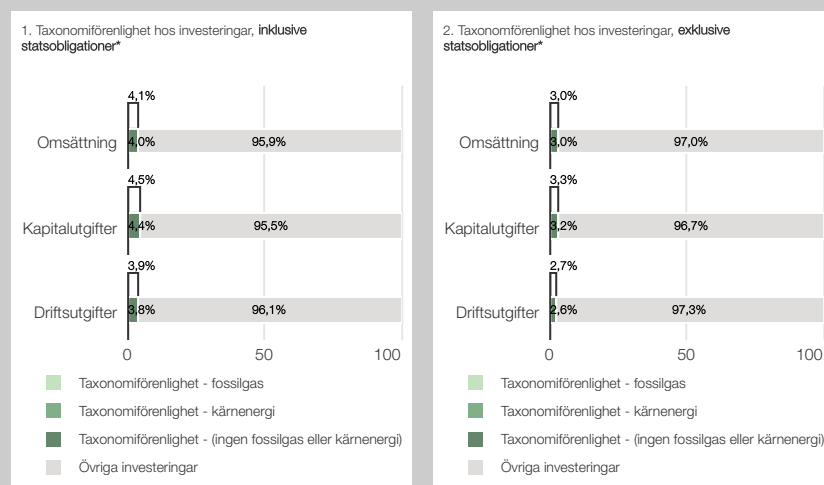 1. Taxonomiförenlighet hos investeringar, inklusive
statsobligationer*
4,1%
Omsättning 4,0% 95,9%
4,5%
Kapitalutgifter 4,4% 95,5%
3,9%
Driftsutgifter 3,8% 96,1%
0 50 100
Taxonomiförenlighet - fossilgas
Taxonomiförenlighet - kärnenergi
Taxonomiförenlighet - (ingen fossilgas eller kärnenergi)
Övriga investeringar
2. Taxonomförenlighet hos investeringar, exklusive
statsobligationer*
3,0%
Omsättning 3,0% 97,0%
3,3%
Kapitalutgifter 3,2% 96,7%
2,7%
Driftsutgifter 2,6% 97,3%
0 50 100
Taxonomiförenlighet - fossilgas
Taxonomiförenlighet - kärnenergi
Taxonomiförenlighet - (ingen fossilgas eller kärnenergi)
Övriga investeringar